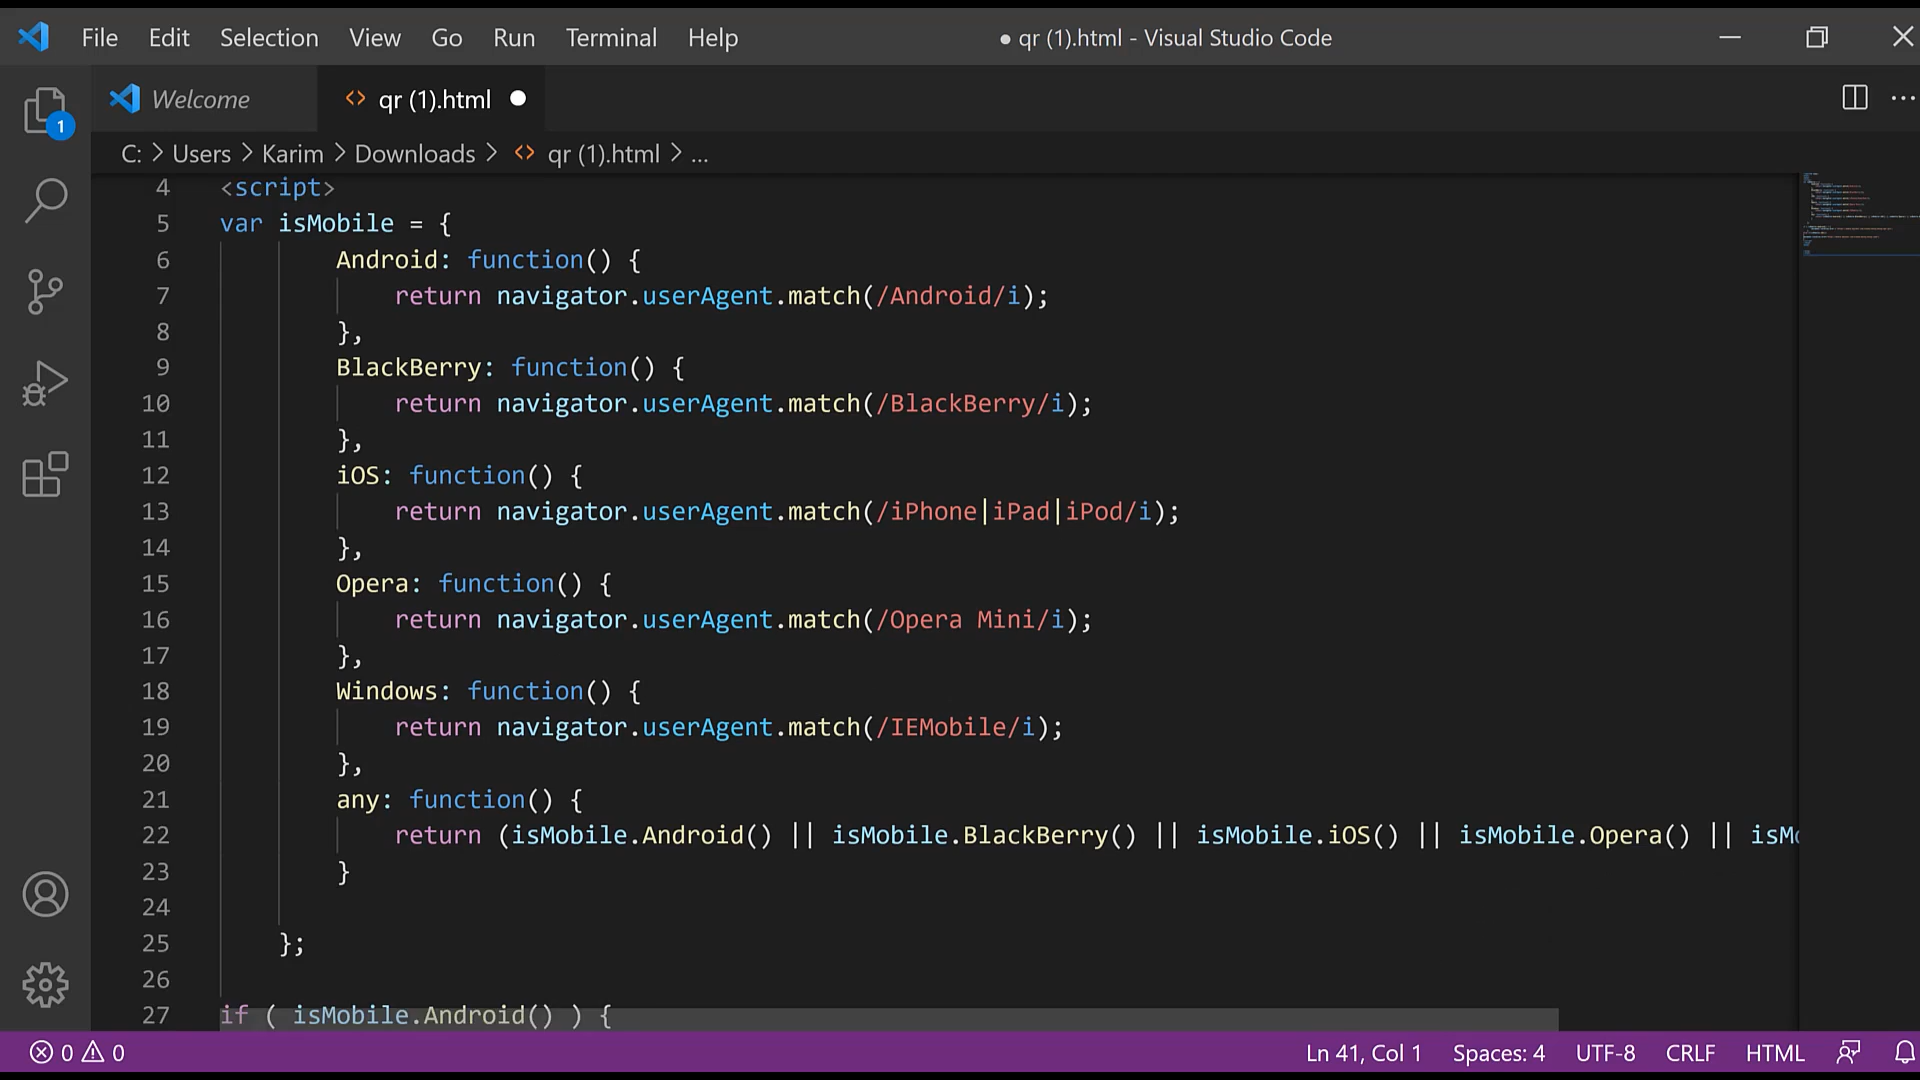 File Edit Selection View Go Run Terminal Help ● qr (1).html - Visual Studio Code
Welcome <> qr (1).html ●
1
C: > Users > Karim > Downloads > <> qr (1).html > ...
4 <script>
5 var isMobile = {
6 Android: function() {
7 return navigator.userAgent.match(/Android/i);
8 },
9 BlackBerry: function() {
10 return navigator.userAgent.match(/BlackBerry/i);
11 },
12 iOS: function() {
13 return navigator.userAgent.match(/iPhone|iPad|iPod/i);
14 },
15 Opera: function() {
16 return navigator.userAgent.match(/Opera Mini/i);
17 },
18 Windows: function() {
19 return navigator.userAgent.match(/IEMobile/i);
20 },
21 any: function() {
22 return (isMobile.Android() || isMobile.BlackBerry() || isMobile.iOS() || isMobile.Opera() || isMo
23 }
24
25 };
26
27 if ( isMobile.Android() ) {
0 0 Ln 41, Col 1 Spaces: 4 UTF-8 CRLF HTML